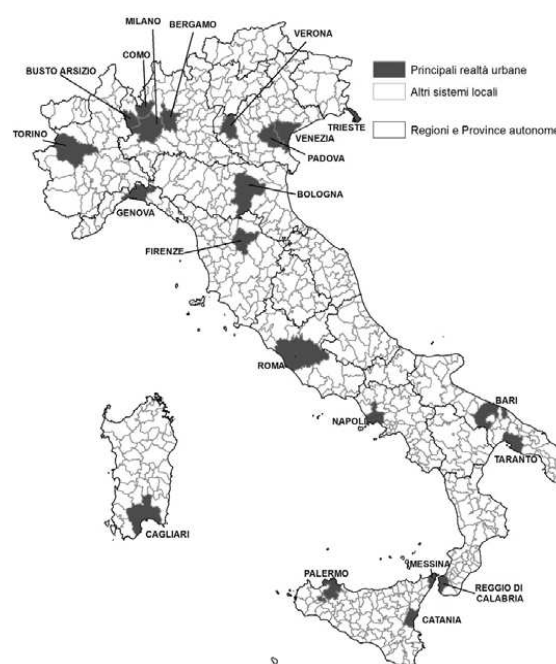 MILANO
BERGAMO
COMO
VERONA
BUSTO ARSIZIO
Principali realtà urbane
Altri sistemi locali
TORINO
TRIESTE
VENEZIA
Regioni e Province autonome
PADOVA
BOLOGNA
GENOVA
FIRENZE
ROMA
BARI
NAPOLI
TARANTO
CAGLIARI
MESSINA
PALERMO
REGGIO DI
CALABRIA
CATANIA